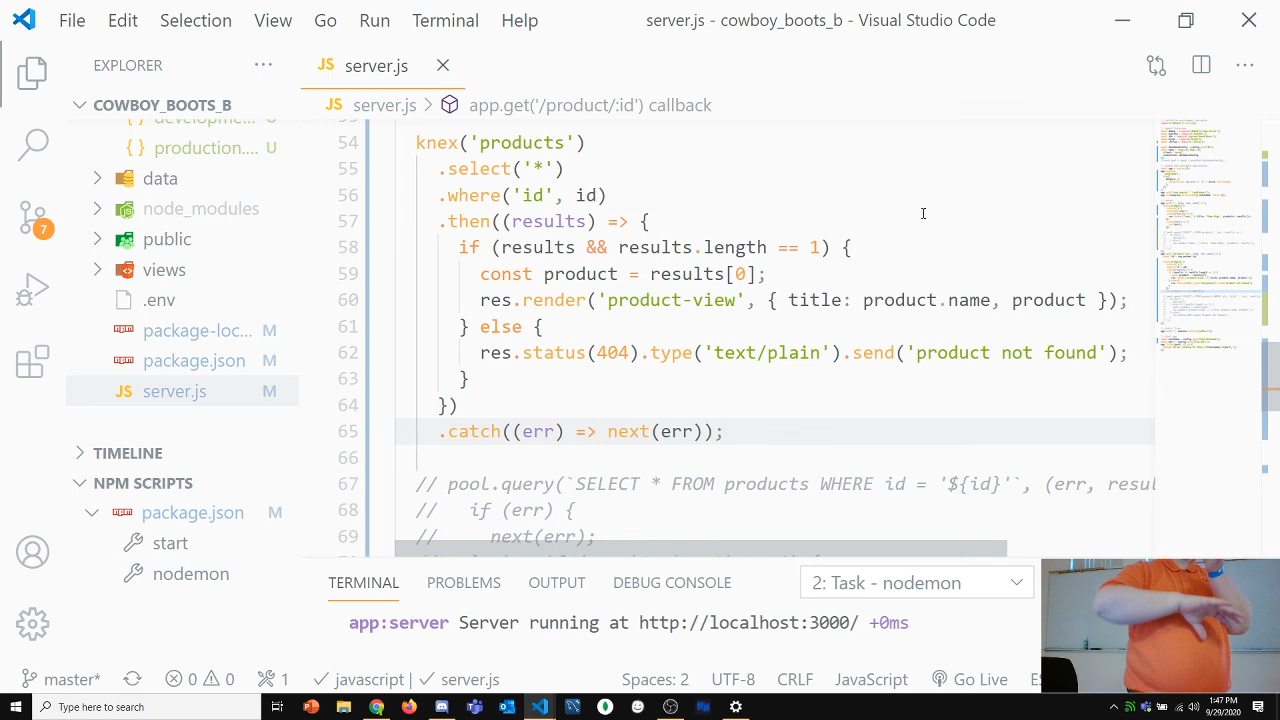 File Edit Selection View Go Run Terminal Help server.js - cowboy_boots_b - Visual Studio Code
EXPLORER
JS server.js
COWBOY_BOOTS_B
JS server.js > app.get('/product/:id') callback
{ } developme... U
{ } production.... U
data
node_modules
public
views
.env
package-loc... M
package.json M
JS server.js M
TIMELINE
NPM SCRIPTS
package.json M
start
nodemon
53
54 knex('products')
55 .select('*')
56 .where('id', id)
57 .then((results) => {
58 if (results && results.length == 1) {
59 const product = results[0];
60 res.render('product-view', { title: product.name, product });
61 } else {
62 res.status(404).type('text/plain').send('product not found');
63 }
64 })
65 .catch((err) => next(err));
66
67 // pool.query(`SELECT * FROM products WHERE id = '${id}'`, (err, resul
68 // if (err) {
69 // next(err);
TERMINAL PROBLEMS OUTPUT DEBUG CONSOLE 2: Task - nodemon
app:server Server running at http://localhost:3000/ +0ms
7
master* 0 0 1 javascript | server.js Spaces: 2 UTF-8 CRLF JavaScript Go Live
Type here to search
1:47 PM
9/29/2020